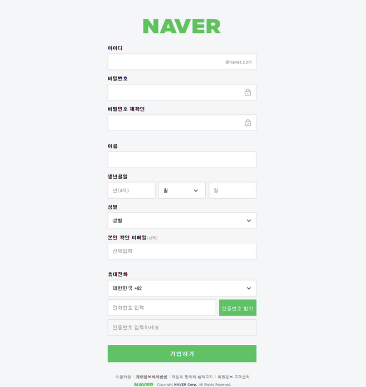 NAVER
아이디
@naver.com
비밀번호
비밀번호 재확인
이름
생년월일
년(4자)
월
일
성별
성별
본인 확인 이메일(선택)
선택입력
휴대전화
대한민국 +82
전화번호 입력
인증번호 받기
인증번호 입력하세요
가입하기
이용약관 | 개인정보처리방침 | 책임의 한계와 법적고지 | 회원정보 고객센터
NAVER Copyright NAVER Corp. All Rights Reserved.